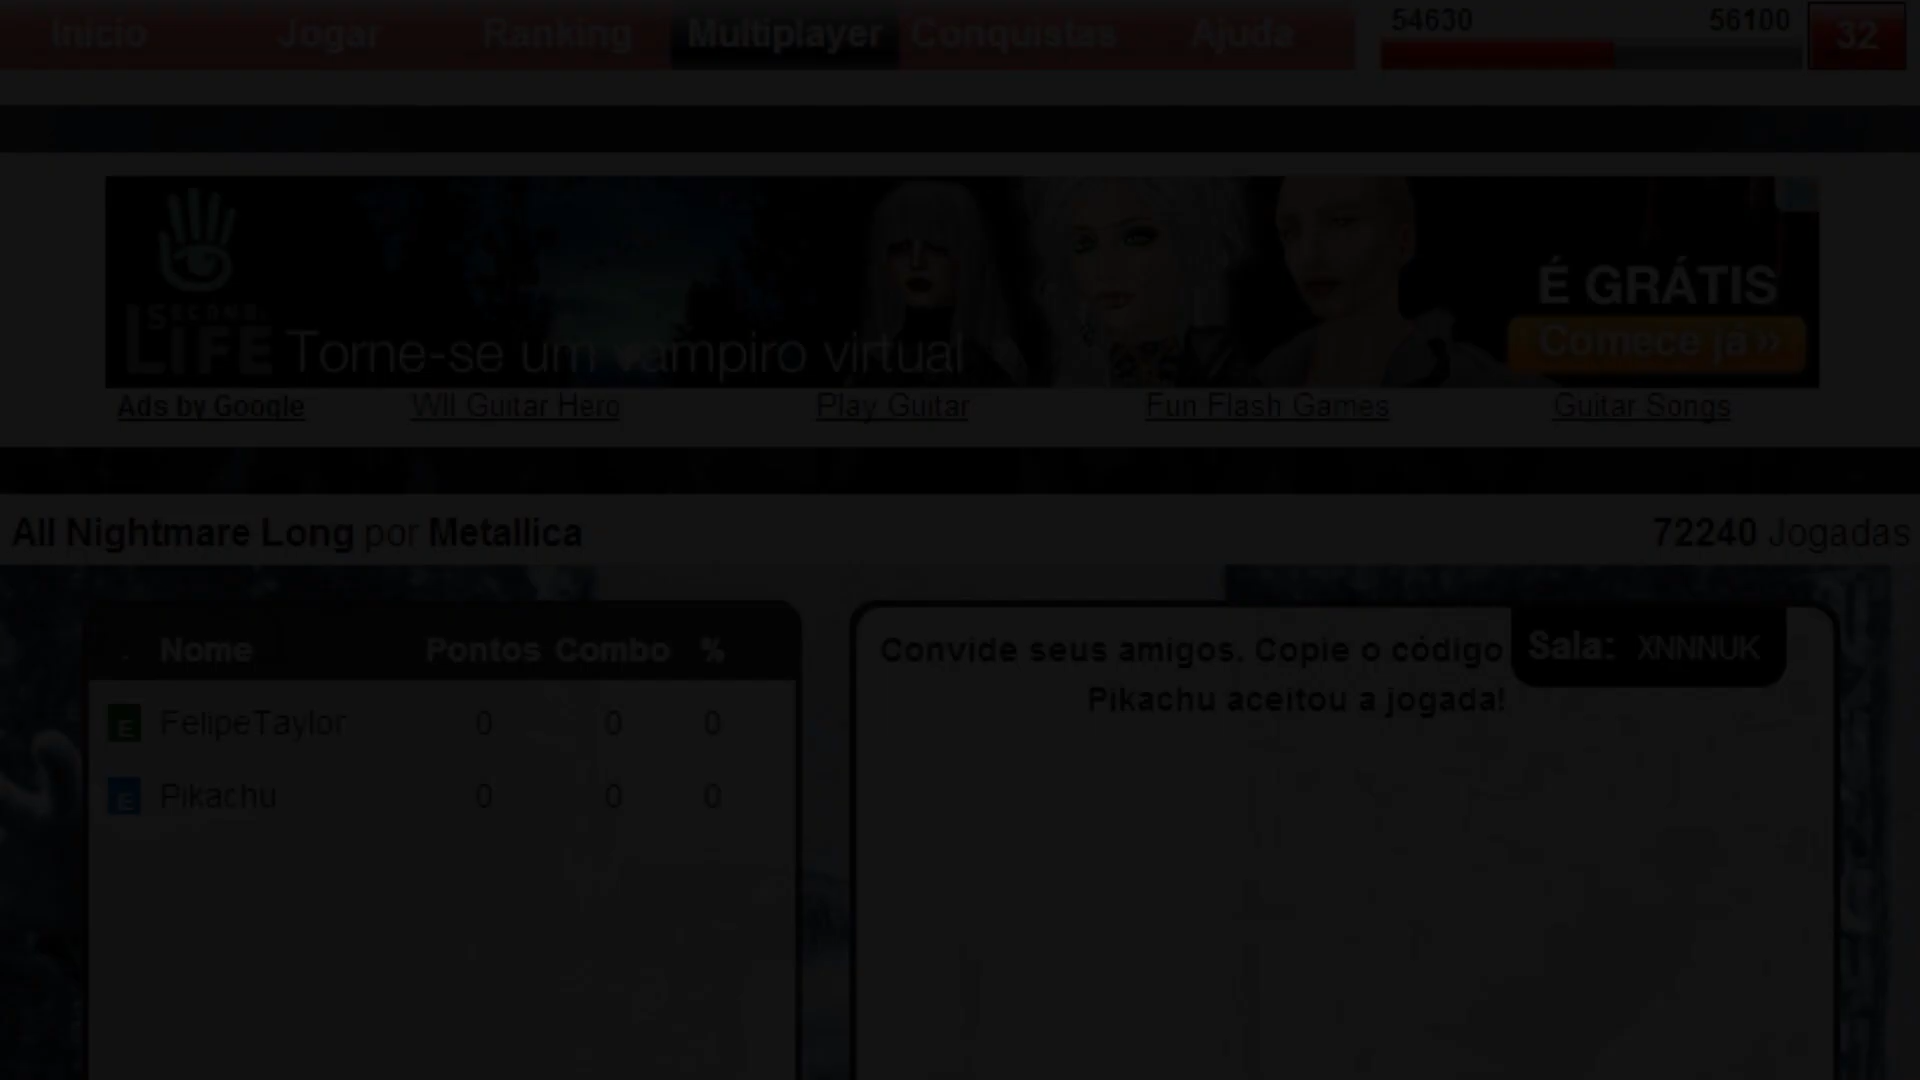 Início Jogar Ranking Multiplayer Conquistas Ajuda
54630 56100 32
SECOND LIFE Torne-se um vampiro virtual
É GRÁTIS
Comece já »
Ads by Google WII Guitar Hero Play Guitar Fun Flash Games Guitar Songs
All Nightmare Long por Metallica 72240 Jogadas
Nome Pontos Combo %
E FelipeTaylor 0 0 0
E Pikachu 0 0 0
Convide seus amigos. Copie o código Sala: XNNNUK
Pikachu aceitou a jogada!